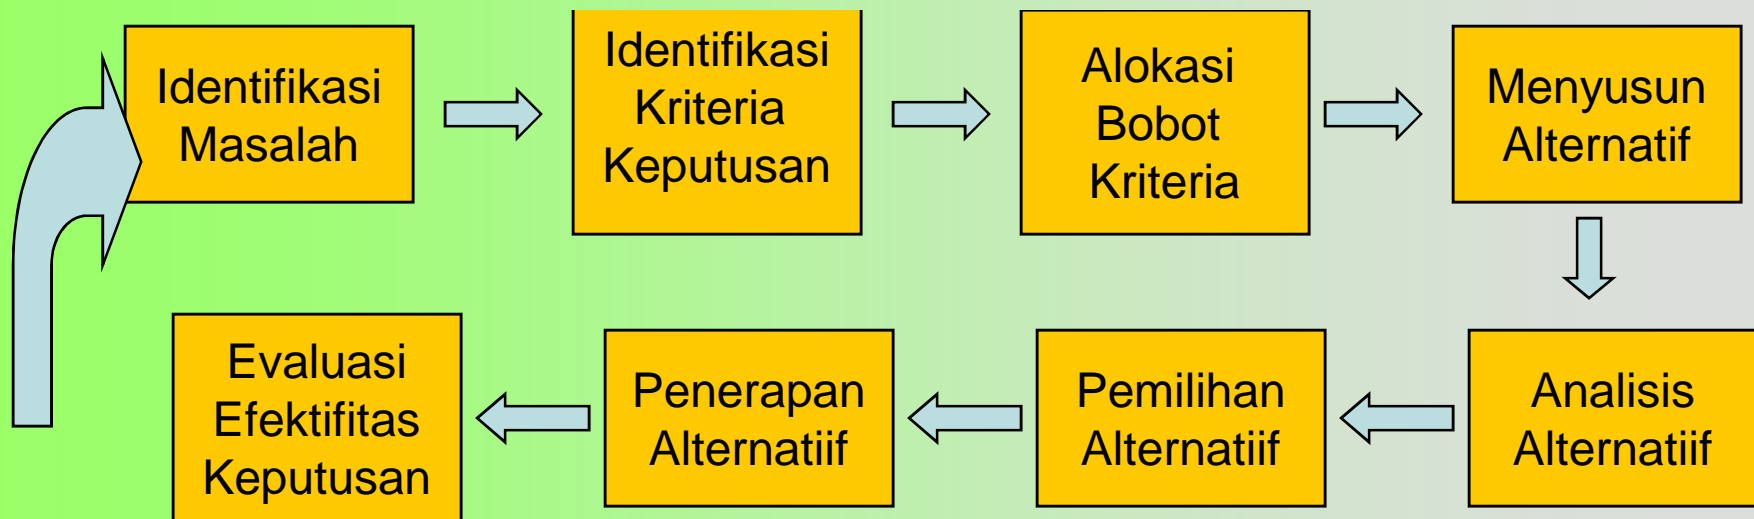 Identifikasi
Masalah
Identifikasi
Kriteria
Keputusan
Alokasi
Bobot
Kriteria
Menyusun
Alternatif
Analisis
Alternatiif
Pemilihan
Alternatiif
Penerapan
Alternatiif
Evaluasi
Efektifitas
Keputusan